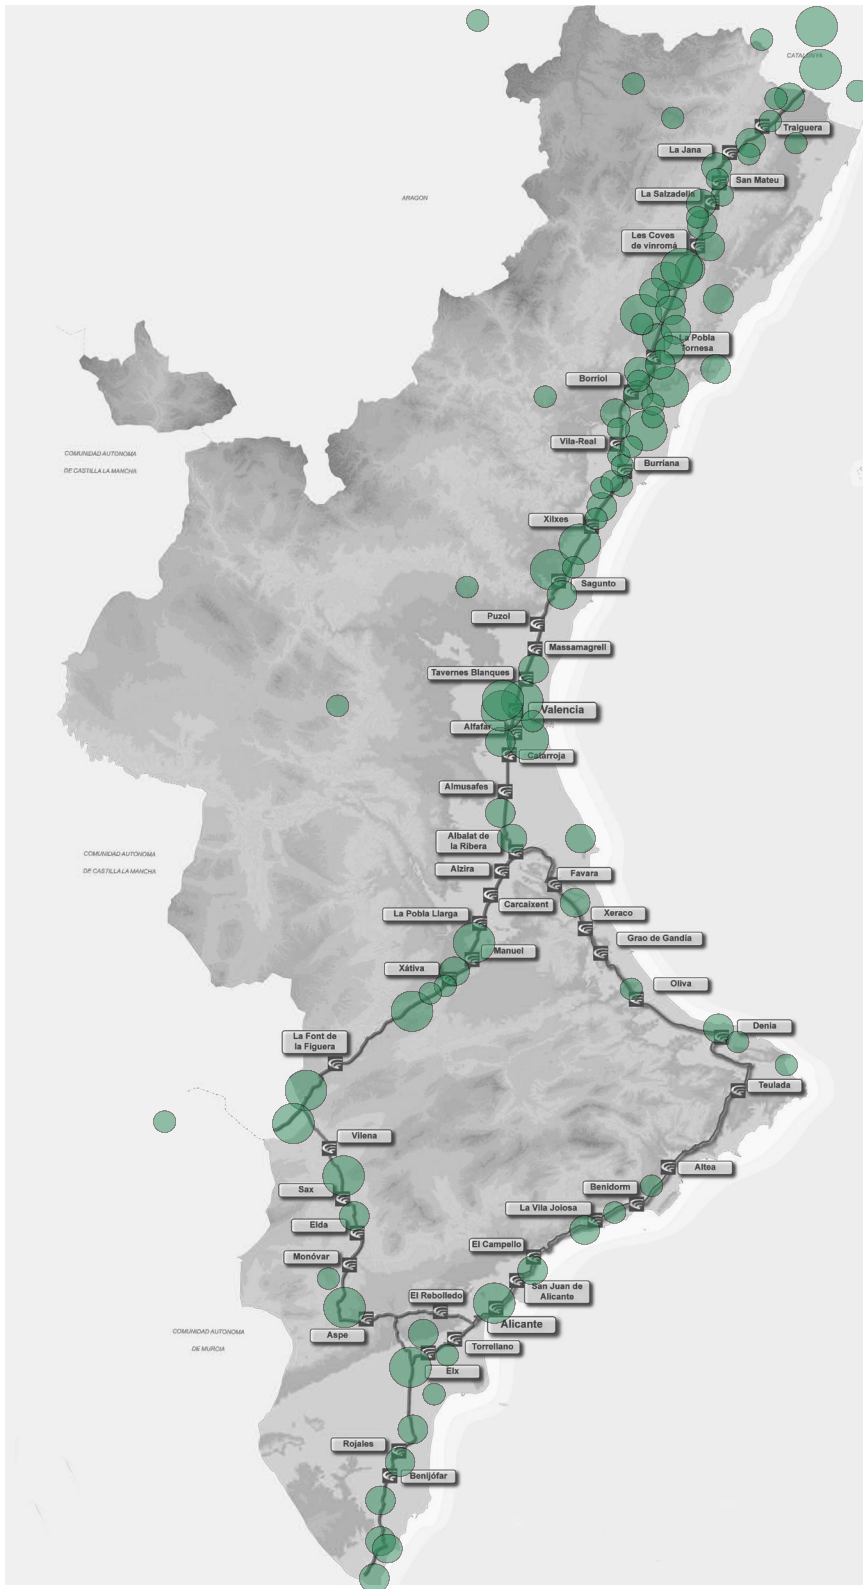 CATALUNYA
Traiguera
La Jana
San Mateu
La Salzadella
ARAGON
Les Coves
de vinromá
La Pobla
Tornesa
Borriol
Vila-Real
COMUNIDAD AUTONOMA
DE CASTILLA LA MANCHA
Burriana
Xilxes
Sagunto
Puzol
Massamagrell
Tavernes Blanques
Valencia
Alfafar
Catarroja
Almusafes
Albalat de
la Ribera
COMUNIDAD AUTONOMA
DE CASTILLA LA MANCHA
Alzira
Favara
Carcaixent
La Pobla Llarga
Xeraco
Grao de Gandia
Manuel
Xátiva
Oliva
Denia
La Font de
la Figuera
Teulada
Vilena
Altea
Sax
Benidorm
La Vila Joiosa
Elda
El Campello
Monóvar
San Juan de
Alicante
El Rebolledo
Alicante
Aspe
COMUNIDAD AUTONOMA
DE MURCIA
Torrellano
Elx
Rojales
Benijófar